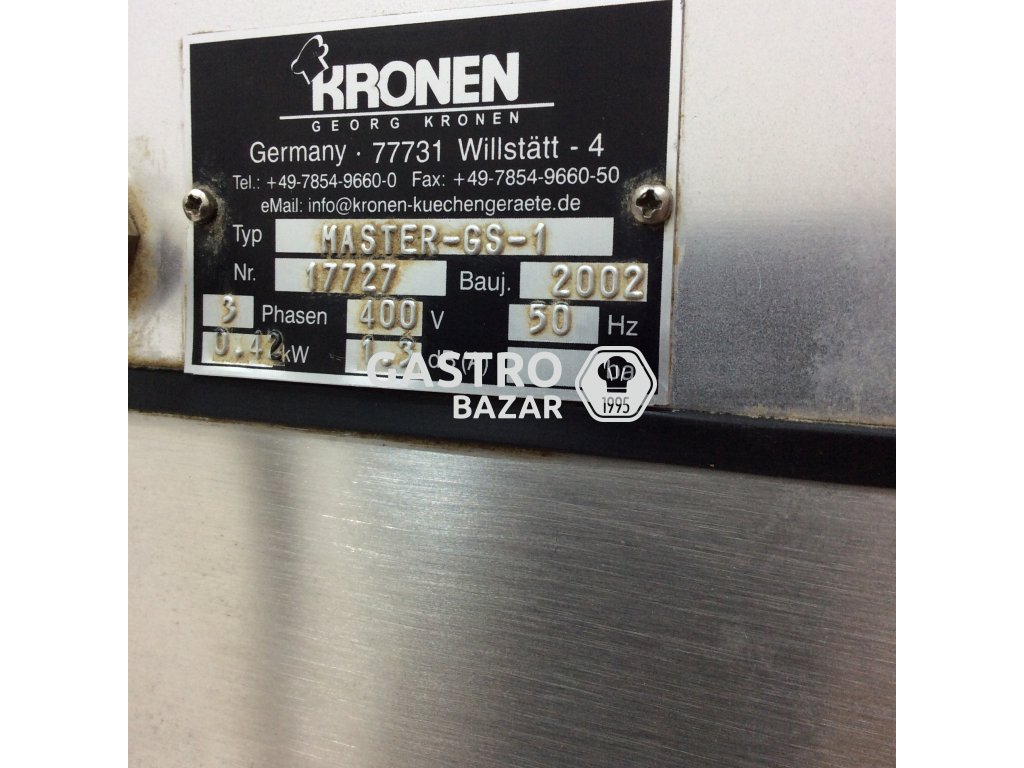 KRONEN
GEORG KRONEN
Germany · 77731 Willstätt - 4
Tel.: +49-7854-9660-0 Fax: +49-7854-9660-50
eMail: info@kronen-kuechengeraete.de
Typ MASTER-GS-1
Nr. 17727 Bauj. 2002
3 Phasen 400 V 50 Hz
0.42 kW 1.3
GASTRO
BAZAR
1995